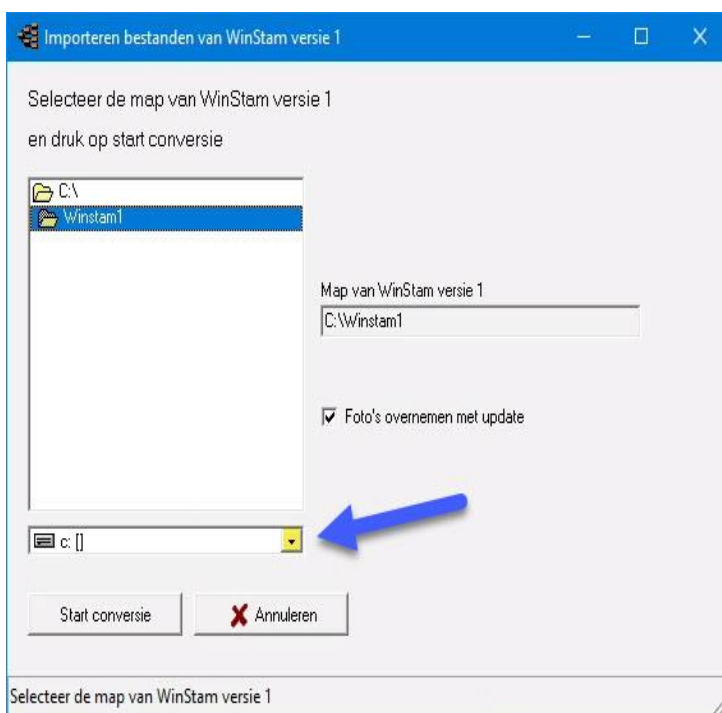 Importeren bestanden van WinStam versie 1
Selecteer de map van WinStam versie 1
en druk op start conversie
C:\
Winstam1
Map van WinStam versie 1
C:\Winstam1
Foto's overnemen met update
c: []
Start conversie
Annuleren
Selecteer de map van WinStam versie 1